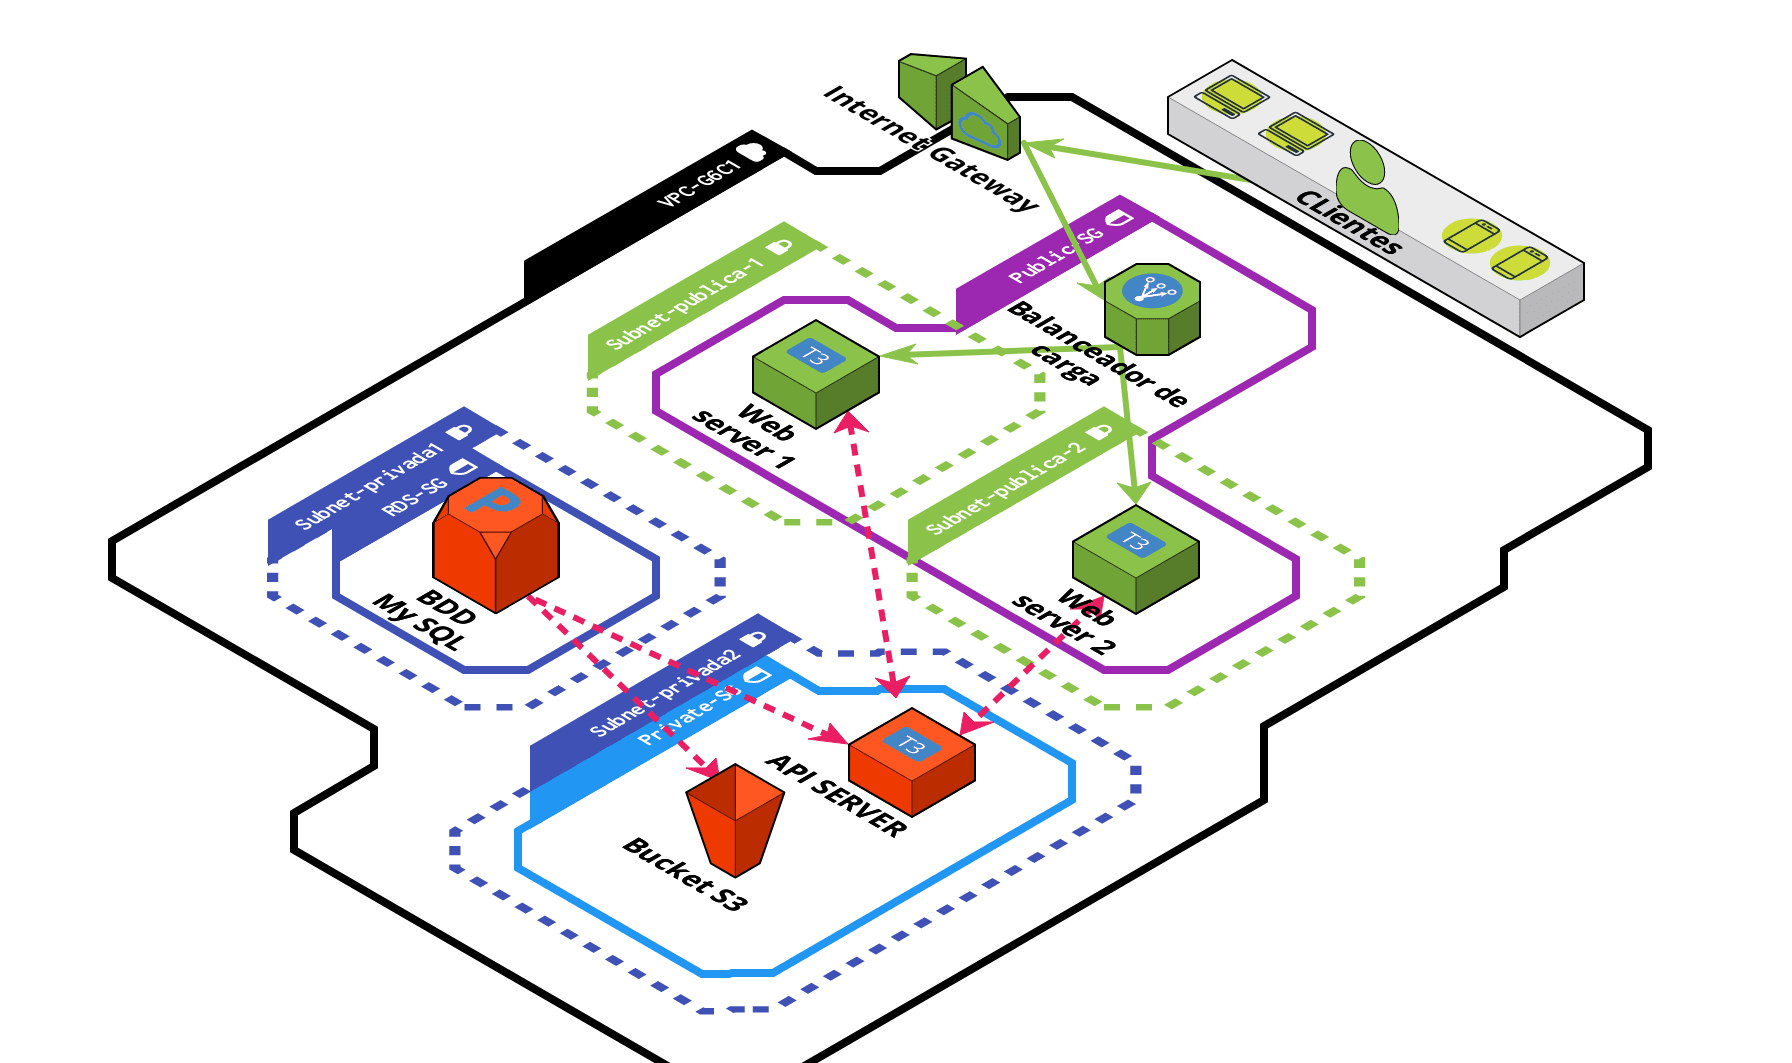 Internet Gateway
VPC-G6C1
CLientes
Public-SG
Subnet-publica-1
Balanceador de
carga
T3
Web
server 1
Subnet-privada1
RDS-SG
P
BDD
My SQL
Subnet-publica-2
T3
Web
server 2
Subnet-privada2
Private-SG
T3
API SERVER
Bucket S3